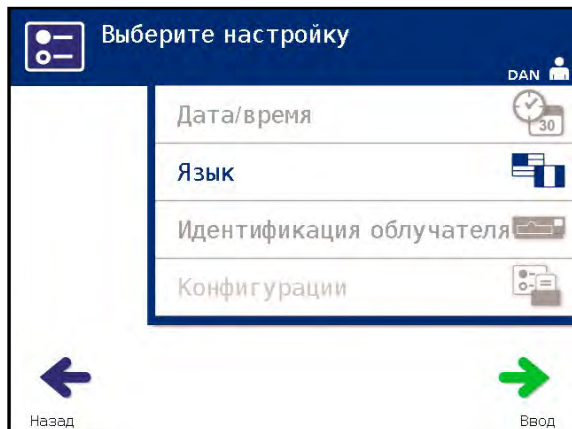 Выберите настройку
DAN
Дата/время
30
Язык
Идентификация облучателя
Конфигурации
Назад
Ввод